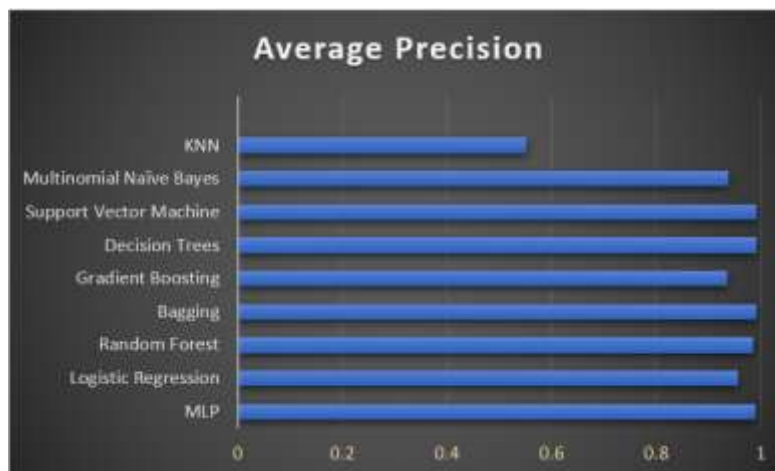 Average Precision
KNN
Multinomial Naïve Bayes
Support Vector Machine
Decision Trees
Gradient Boosting
Bagging
Random Forest
Logistic Regression
MLP
0 0.2 0.4 0.6 0.8 1